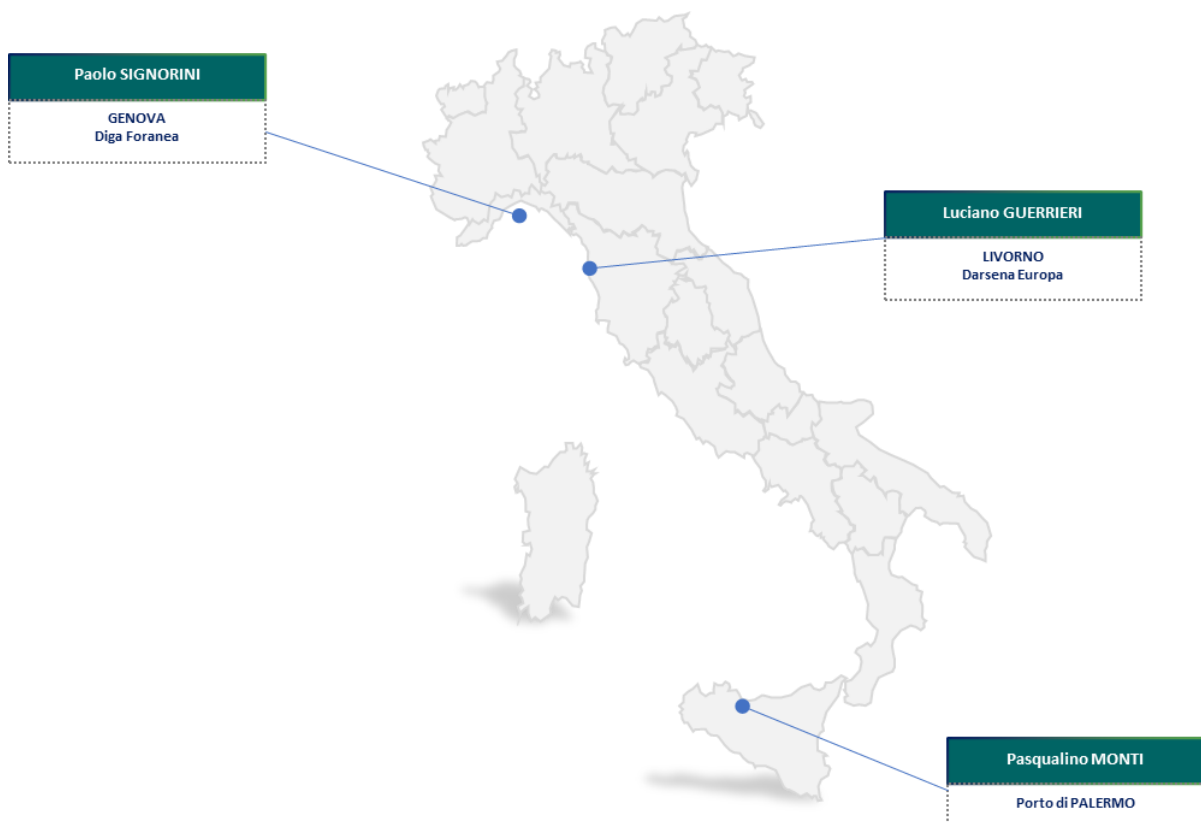 Paolo SIGNORINI
GENOVA
Diga Foranea
Luciano GUERRIERI
LIVORNO
Darsena Europa
Pasqualino MONTI
Porto di PALERMO